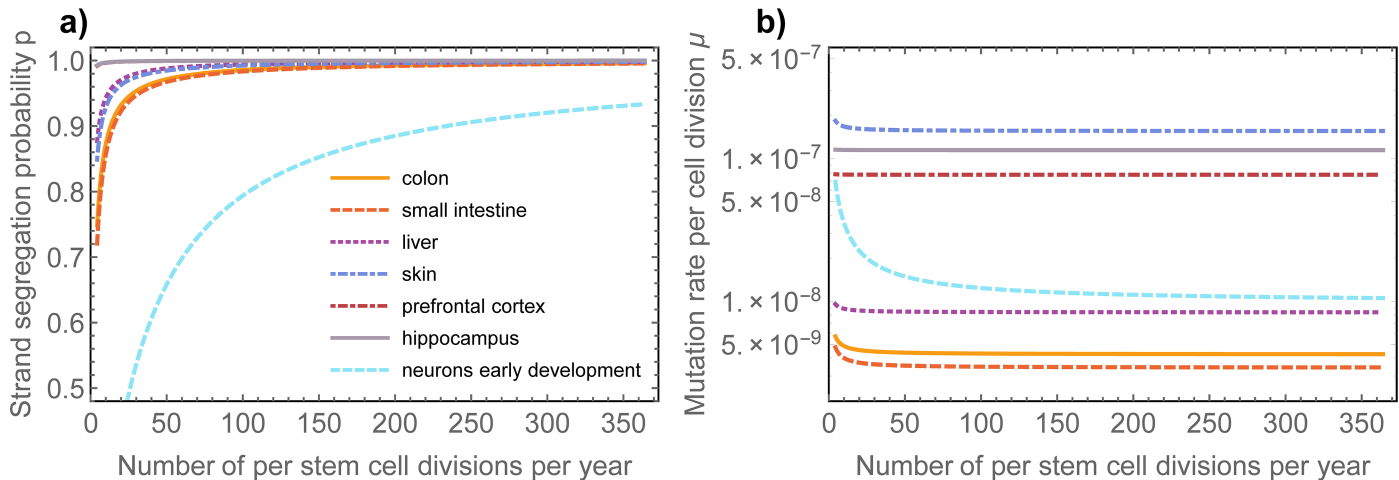 a)
Strand segregation probability p
1.0
0.9
0.8
0.7
0.6
0.5
0 50 100 150 200 250 300 350
Number of per stem cell divisions per year
colon
small intestine
liver
skin
prefrontal cortex
hippocampus
neurons early development
b)
Mutation rate per cell division μ
5.×10⁻⁷
1.×10⁻⁷
5.×10⁻⁸
1.×10⁻⁸
5.×10⁻⁹
0 50 100 150 200 250 300 350
Number of per stem cell divisions per year